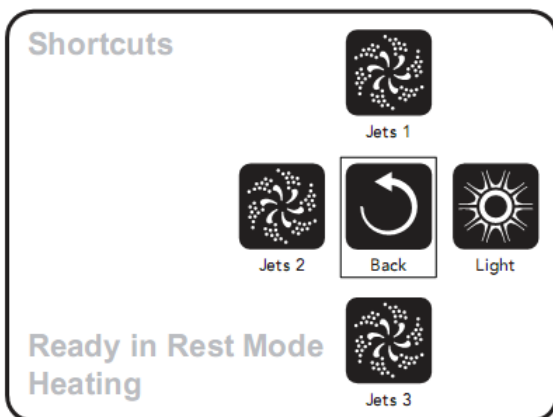 Shortcuts
Jets 1
Jets 2
Back
Light
Ready in Rest Mode
Heating
Jets 3